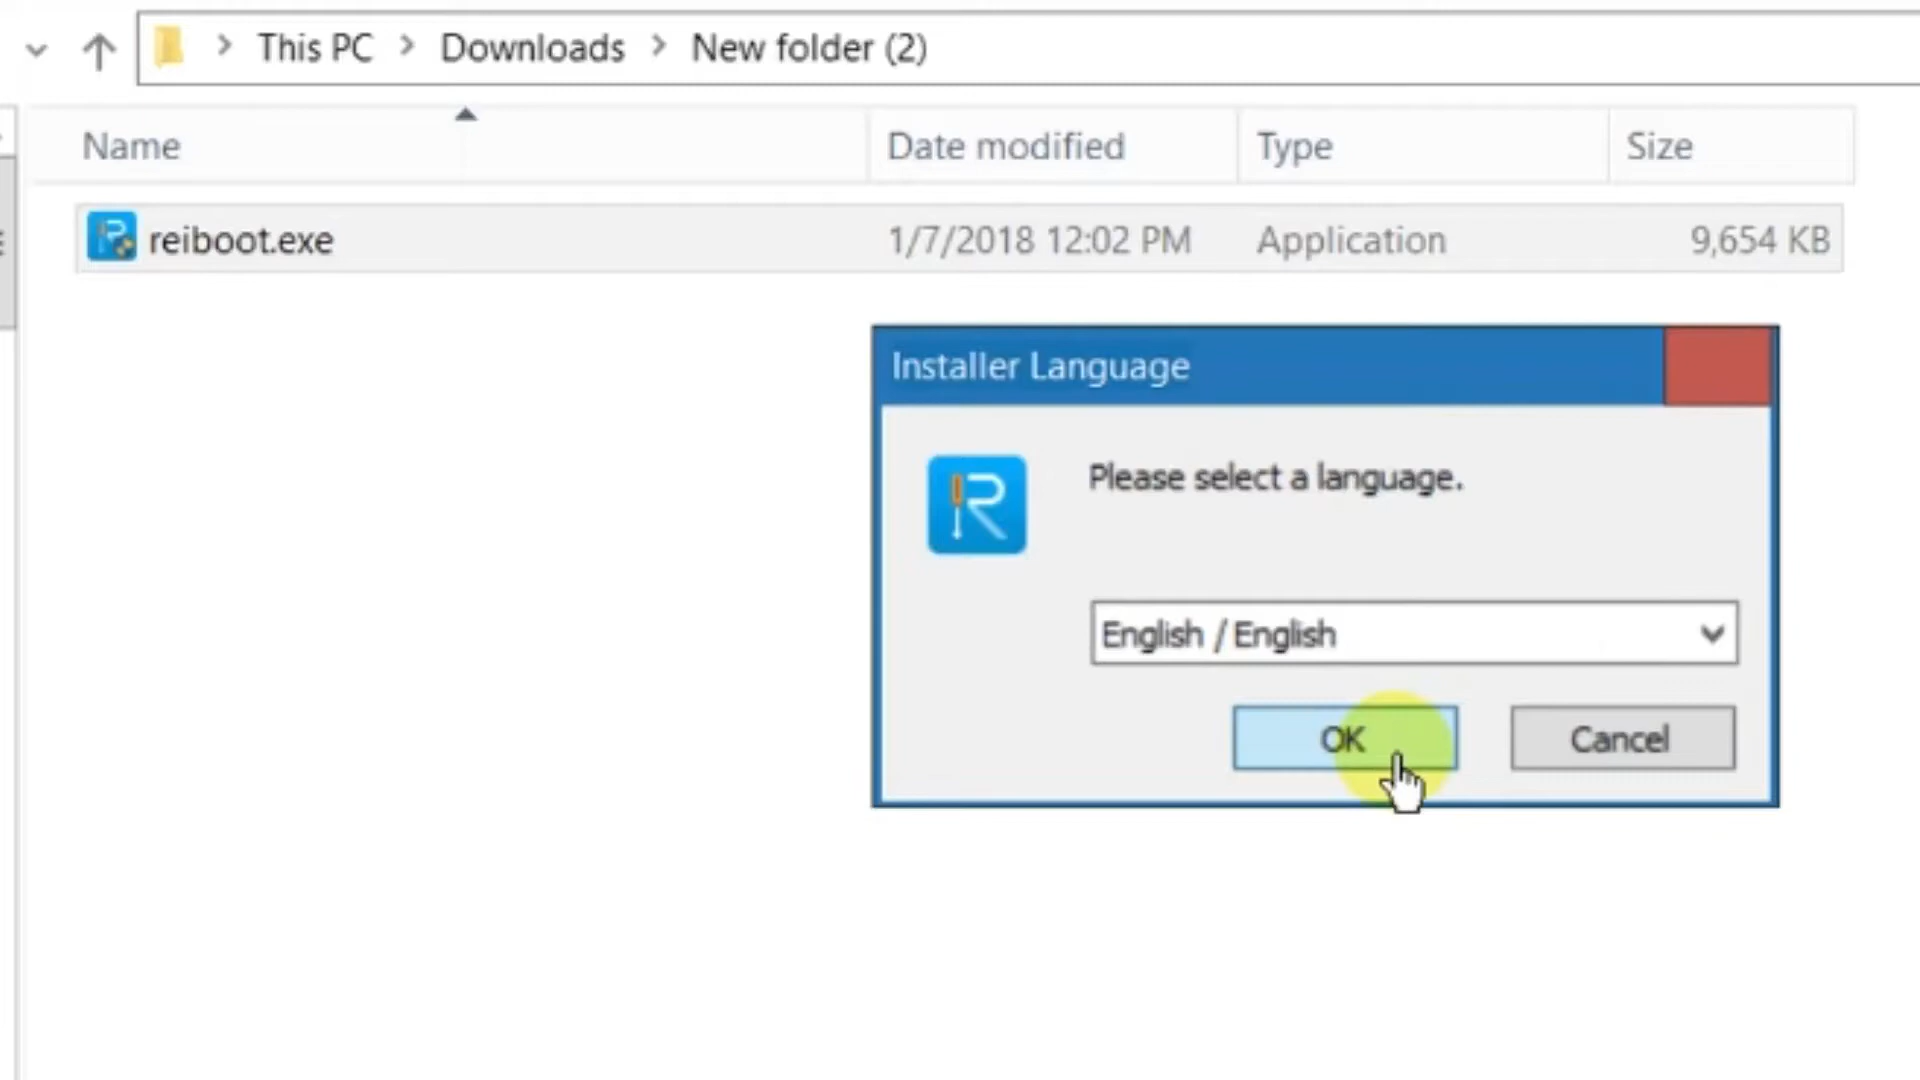 This PC > Downloads > New folder (2)
Name Date modified Type Size
reiboot.exe 1/7/2018 12:02 PM Application 9,654 KB
Installer Language
Please select a language.
English / English
OK Cancel